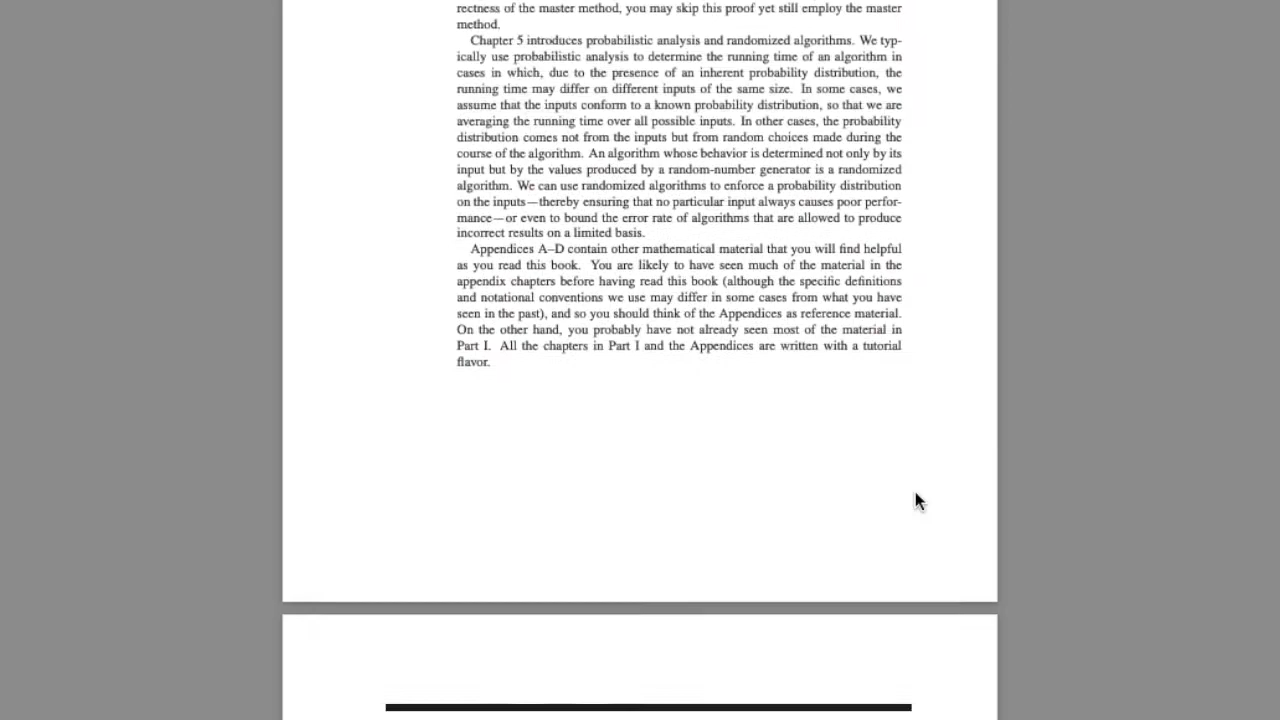 rectness of the master method, you may skip this proof yet still employ the master
method.
Chapter 5 introduces probabilistic analysis and randomized algorithms. We typ-
ically use probabilistic analysis to determine the running time of an algorithm in
cases in which, due to the presence of an inherent probability distribution, the
running time may differ on different inputs of the same size. In some cases, we
assume that the inputs conform to a known probability distribution, so that we are
averaging the running time over all possible inputs. In other cases, the probability
distribution comes not from the inputs but from random choices made during the
course of the algorithm. An algorithm whose behavior is determined not only by its
input but by the values produced by a random-number generator is a randomized
algorithm. We can use randomized algorithms to enforce a probability distribution
on the inputs—thereby ensuring that no particular input always causes poor perfor-
mance—or even to bound the error rate of algorithms that are allowed to produce
incorrect results on a limited basis.
Appendices A–D contain other mathematical material that you will find helpful
as you read this book. You are likely to have seen much of the material in the
appendix chapters before having read this book (although the specific definitions
and notational conventions we use may differ in some cases from what you have
seen in the past), and so you should think of the Appendices as reference material.
On the other hand, you probably have not already seen most of the material in
Part I. All the chapters in Part I and the Appendices are written with a tutorial
flavor.